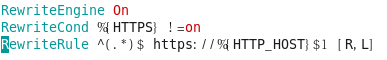 RewriteEngine On
RewriteCond %{HTTPS} !=on
RewriteRule ^(.*)$ https://%{HTTP_HOST}$1 [R,L]